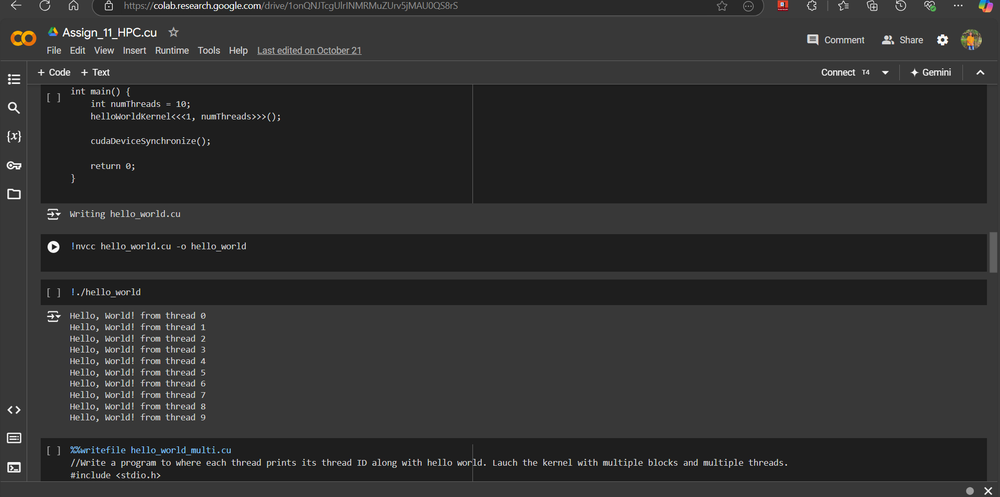 https://colab.research.google.com/drive/1onQNJTcgUlrINMRMuZUrv5jMAU0QS8rS
Assign_11_HPC.cu
File Edit View Insert Runtime Tools Help Last edited on October 21
Comment Share
+ Code + Text
Connect T4 Gemini
{x}
[ ] int main() {
int numThreads = 10;
helloWorldKernel<<<1, numThreads>>>();
cudaDeviceSynchronize();
return 0;
}
Writing hello_world.cu
!nvcc hello_world.cu -o hello_world
[ ] !./hello_world
Hello, World! from thread 0
Hello, World! from thread 1
Hello, World! from thread 2
Hello, World! from thread 3
Hello, World! from thread 4
Hello, World! from thread 5
Hello, World! from thread 6
Hello, World! from thread 7
Hello, World! from thread 8
Hello, World! from thread 9
[ ] %%writefile hello_world_multi.cu
//Write a program to where each thread prints its thread ID along with hello world. Lauch the kernel with multiple blocks and multiple threads.
#include <stdio.h>